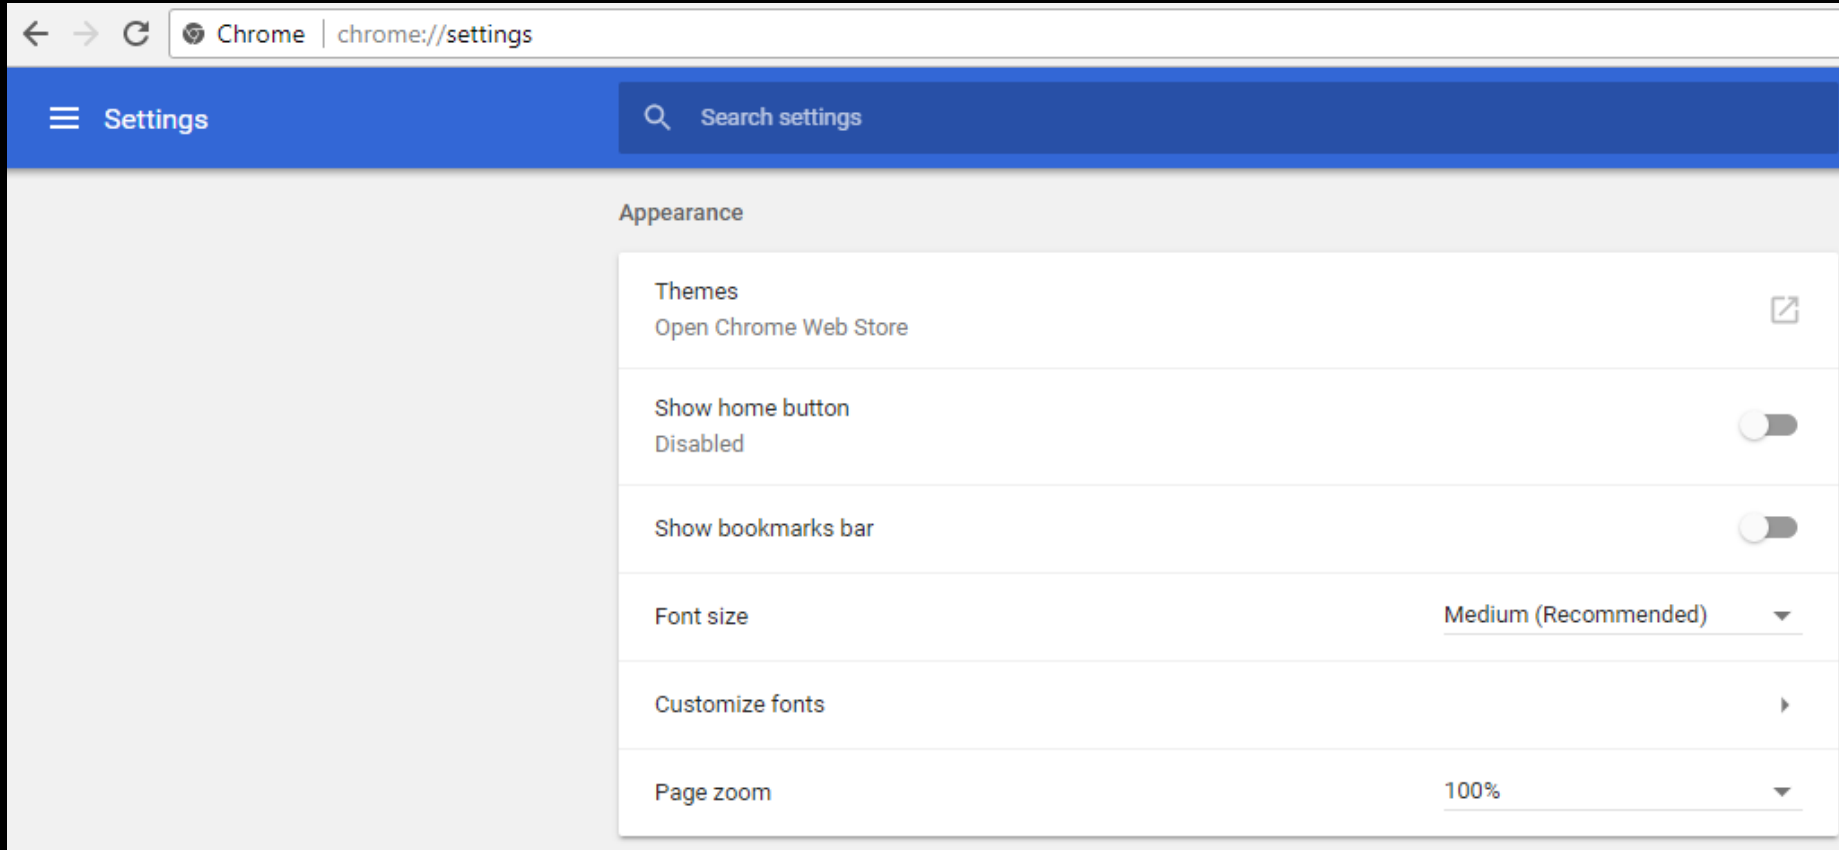 Chrome | chrome://settings
Settings
Search settings
Appearance
Themes
Open Chrome Web Store
Show home button
Disabled
Show bookmarks bar
Font size
Medium (Recommended)
Customize fonts
Page zoom
100%